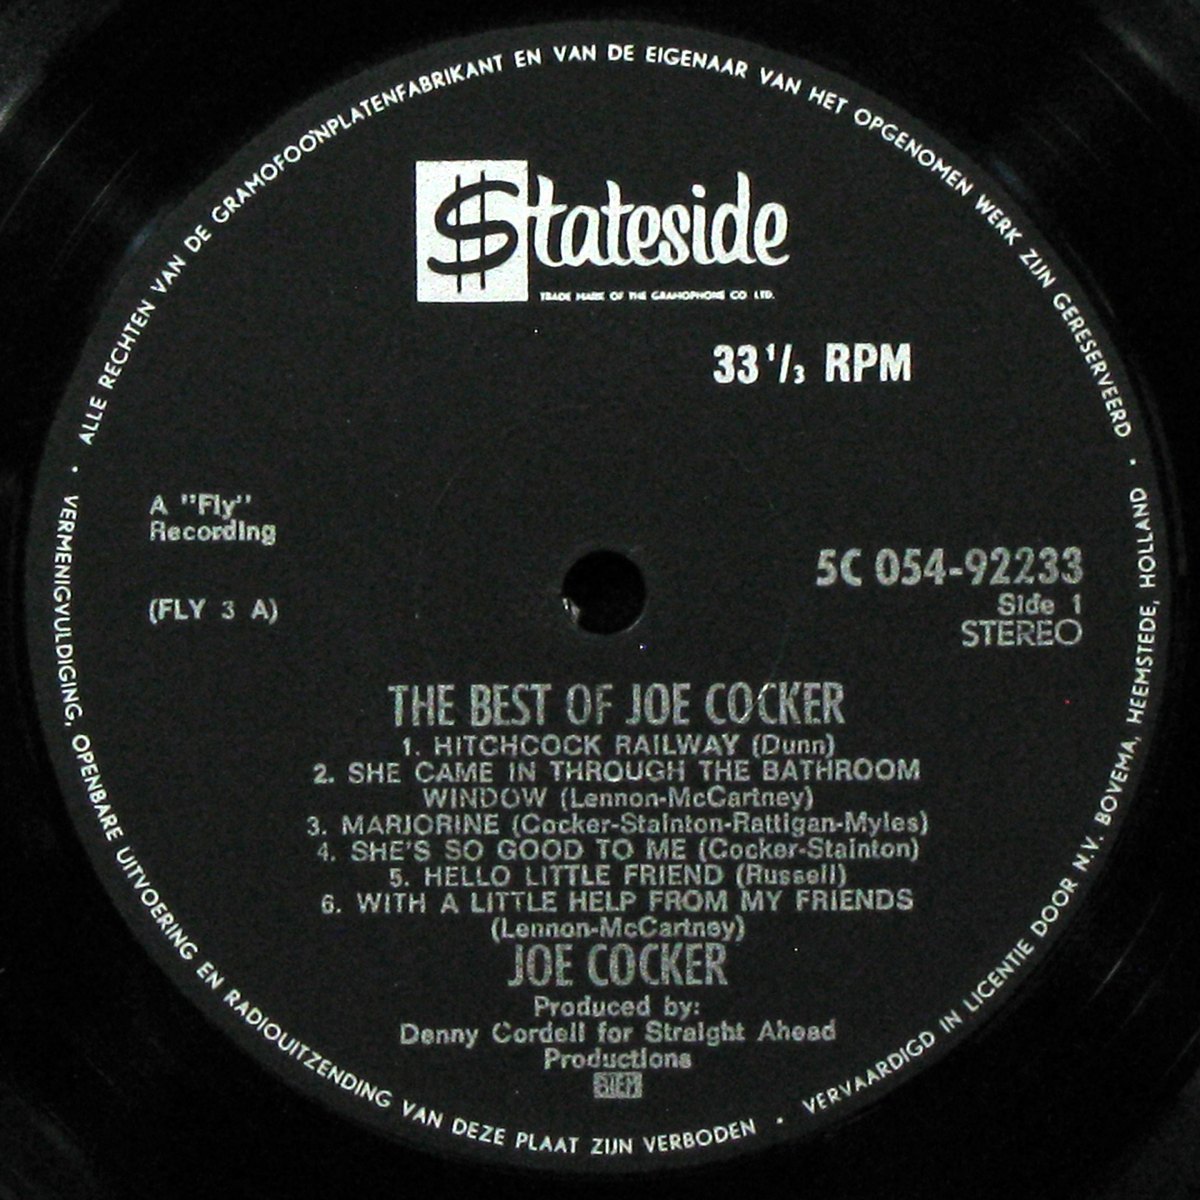 ALLE RECHTEN VAN DE GRAMOFOONPLATENFABRIKANT EN VAN DE EIGENAAR VAN HET OPGENOMEN WERK ZIJN GERESERVEERD ·
$tateside
TRADE MARK OF THE GRAMOPHONE CO LTD.
33 1/3 RPM
A "Fly"
Recording
(FLY 3 A)
5C 054-92233
Side 1
STEREO
THE BEST OF JOE COCKER
1. HITCHCOCK RAILWAY (Dunn)
2. SHE CAME IN THROUGH THE BATHROOM
WINDOW (Lennon-McCartney)
3. MARJORINE (Cocker-Stainton-Rattigan-Myles)
4. SHE'S SO GOOD TO ME (Cocker-Stainton)
5. HELLO LITTLE FRIEND (Russell)
6. WITH A LITTLE HELP FROM MY FRIENDS
(Lennon-McCartney)
JOE COCKER
Produced by:
Denny Cordell for Straight Ahead
Productions
BIEM
VERMENIGVULDIGING, OPENBARE UITVOERING EN RADIOUITZENDING VAN DEZE PLAAT ZIJN VERBODEN ·
VERVAARDIGD IN LICENTIE DOOR N.V. BOVEMA, HEEMSTEDE, HOLLAND ·